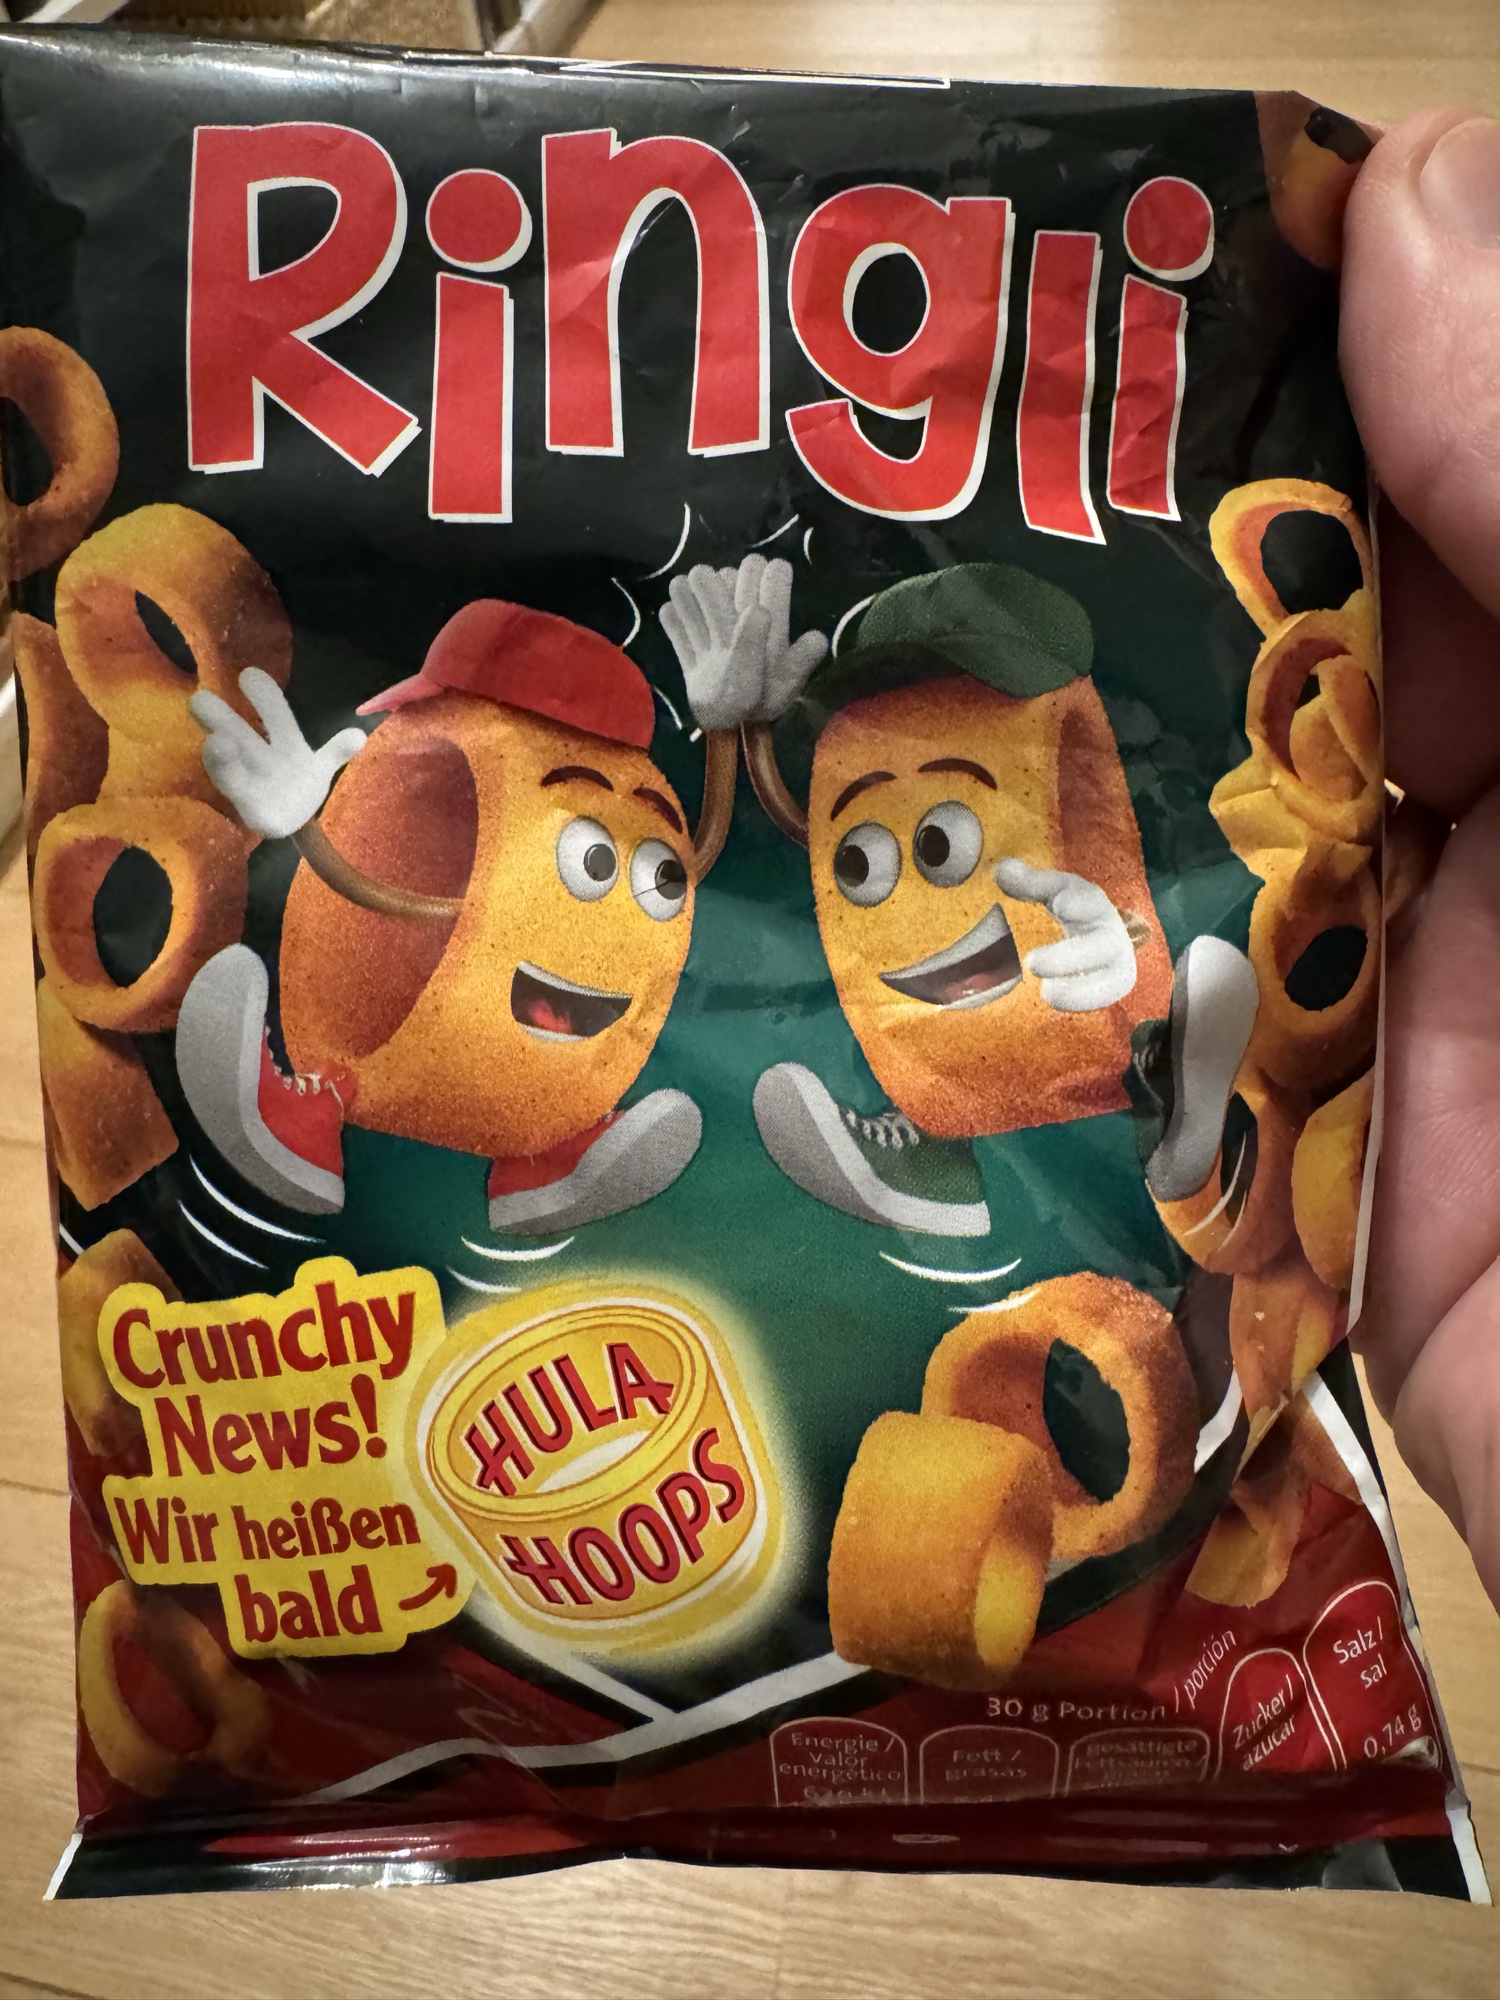 Ringli
Crunchy
News!
Wir heißen
bald
HULA
HOOPS
30 g Portion / porción
Energie /
valor
energético
Fett /
grasas
gesättigte
Zucker/
azúcar
Salz /
sal
0,74 g